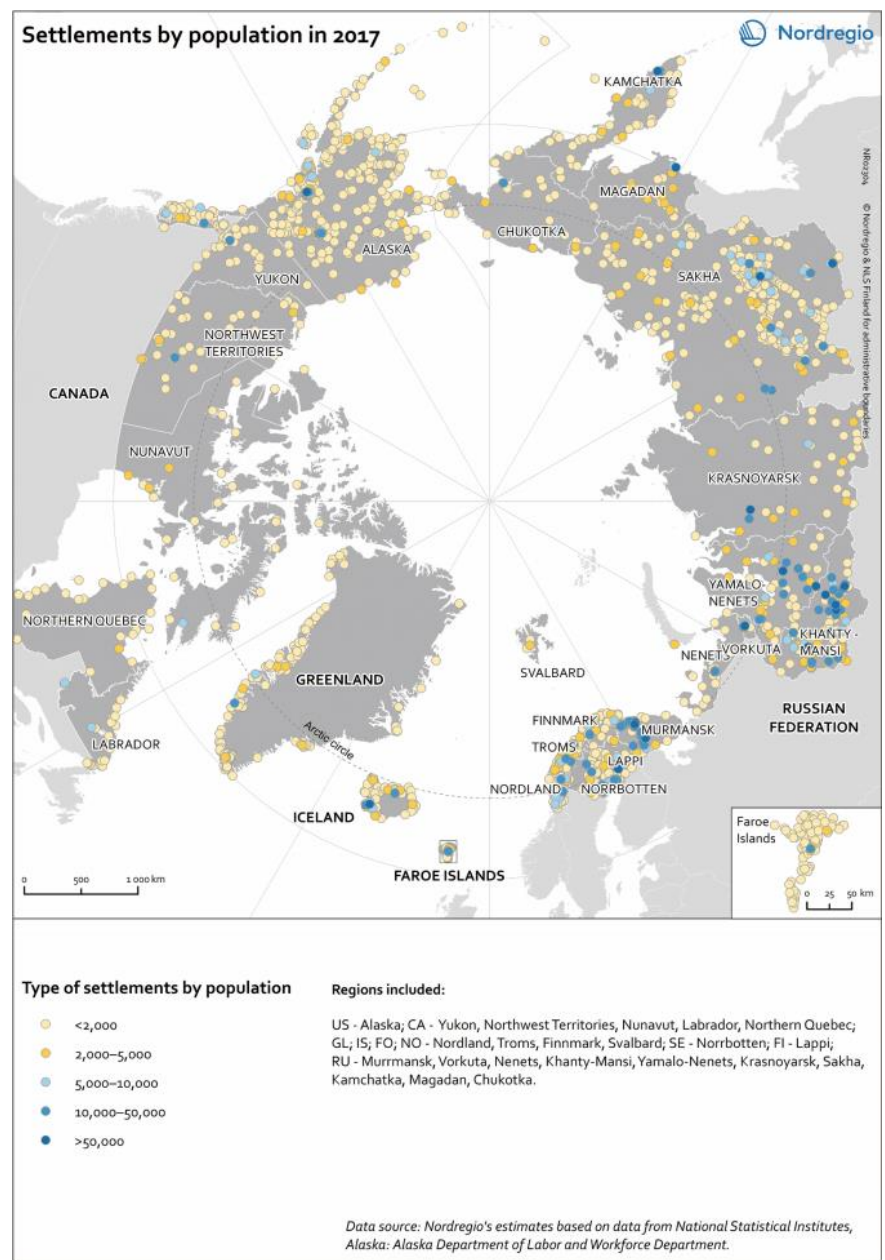 Settlements by population in 2017
Nordregio
KAMCHATKA
MAGADAN
CHUKOTKA
ALASKA
SAKHA
YUKON
NORTHWEST
TERRITORIES
CANADA
NUNAVUT
KRASNOYARSK
YAMALO-
NENETS
NORTHERN QUEBEC
KHANTY -
MANSI
VORKUTA
NENETS
SVALBARD
GREENLAND
RUSSIAN
FEDERATION
FINNMARK
MURMANSK
Arctic circle
LABRADOR
TROMS
LAPPI
NORDLAND
NORRBOTTEN
ICELAND
FAROE ISLANDS
Faroe
Islands
0 500 1 000 km
0 25 50 km
NR02304 © Nordregio & NLS Finland for administrative boundaries
Type of settlements by population
<2,000
2,000–5,000
5,000–10,000
10,000–50,000
>50,000
Regions included:
US - Alaska; CA - Yukon, Northwest Territories, Nunavut, Labrador, Northern Quebec;
GL; IS; FO; NO - Nordland, Troms, Finnmark, Svalbard; SE - Norrbotten; FI - Lappi;
RU - Murrmansk, Vorkuta, Nenets, Khanty-Mansi, Yamalo-Nenets, Krasnoyarsk, Sakha,
Kamchatka, Magadan, Chukotka.
Data source: Nordregio's estimates based on data from National Statistical Institutes,
Alaska: Alaska Department of Labor and Workforce Department.